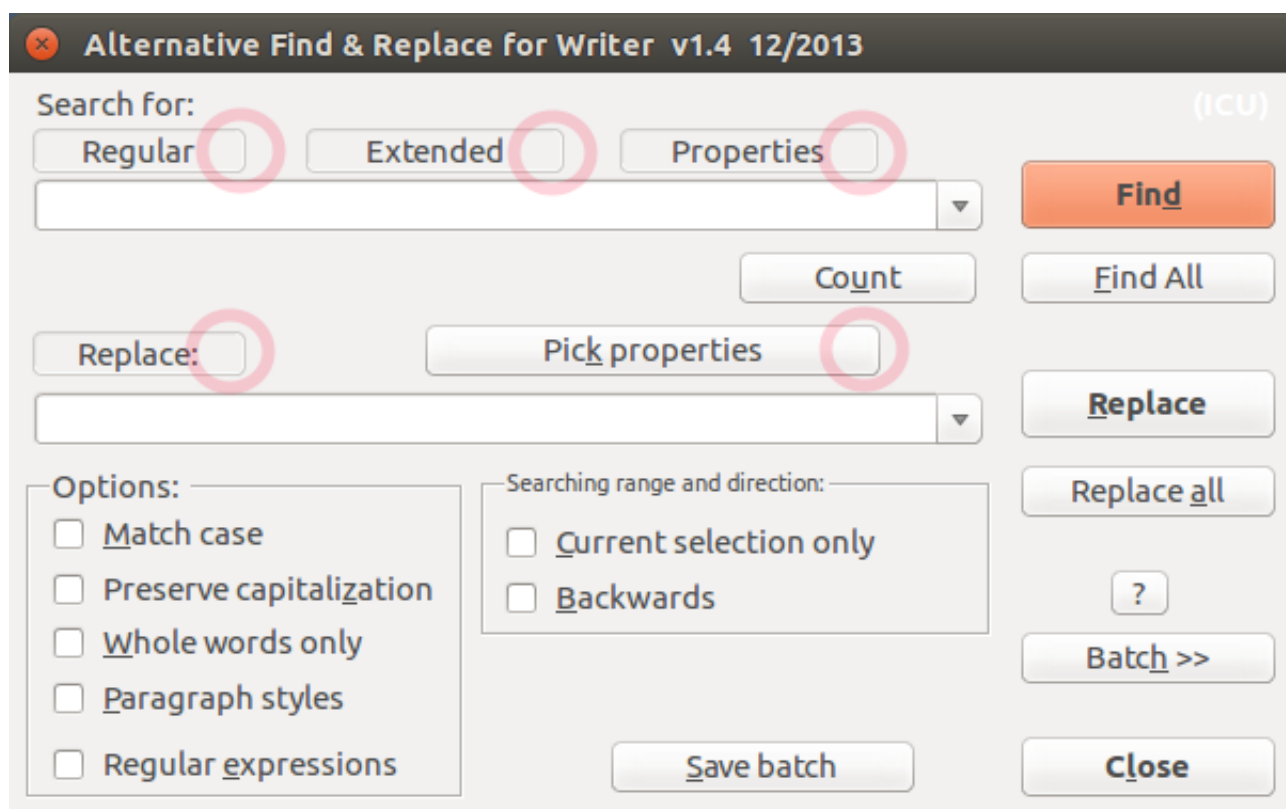 Alternative Find & Replace for Writer v1.4 12/2013
Search for:
(ICU)
Regular Extended Properties
Find
Count
Find All
Replace:
Pick properties
Replace
Options:
Match case
Preserve capitalization
Whole words only
Paragraph styles
Regular expressions
Searching range and direction:
Current selection only
Backwards
Replace all
?
Batch >>
Save batch
Close